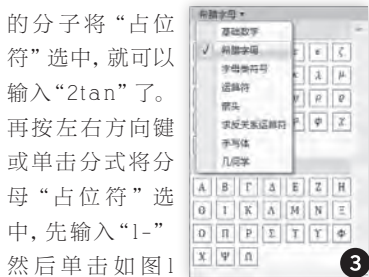 的分子将“占位
符”选中,就可以
输入“2tan”了。
再按左右方向键
或单击分式将分
母“占位符”选
中,先输入“1-”
然后单击如图1
希腊字母
基础数学
✓ 希腊字母
字母类符号
运算符
箭头
求反关系运算符
手写体
几何学
ε ζ
λ μ
ρ
φ χ
Α Β Γ Δ Ε Ζ Η
Θ Ι Κ Λ Μ Ν Ξ
Ο Π Ρ Σ Τ Υ Φ
Χ Ψ Ω
3